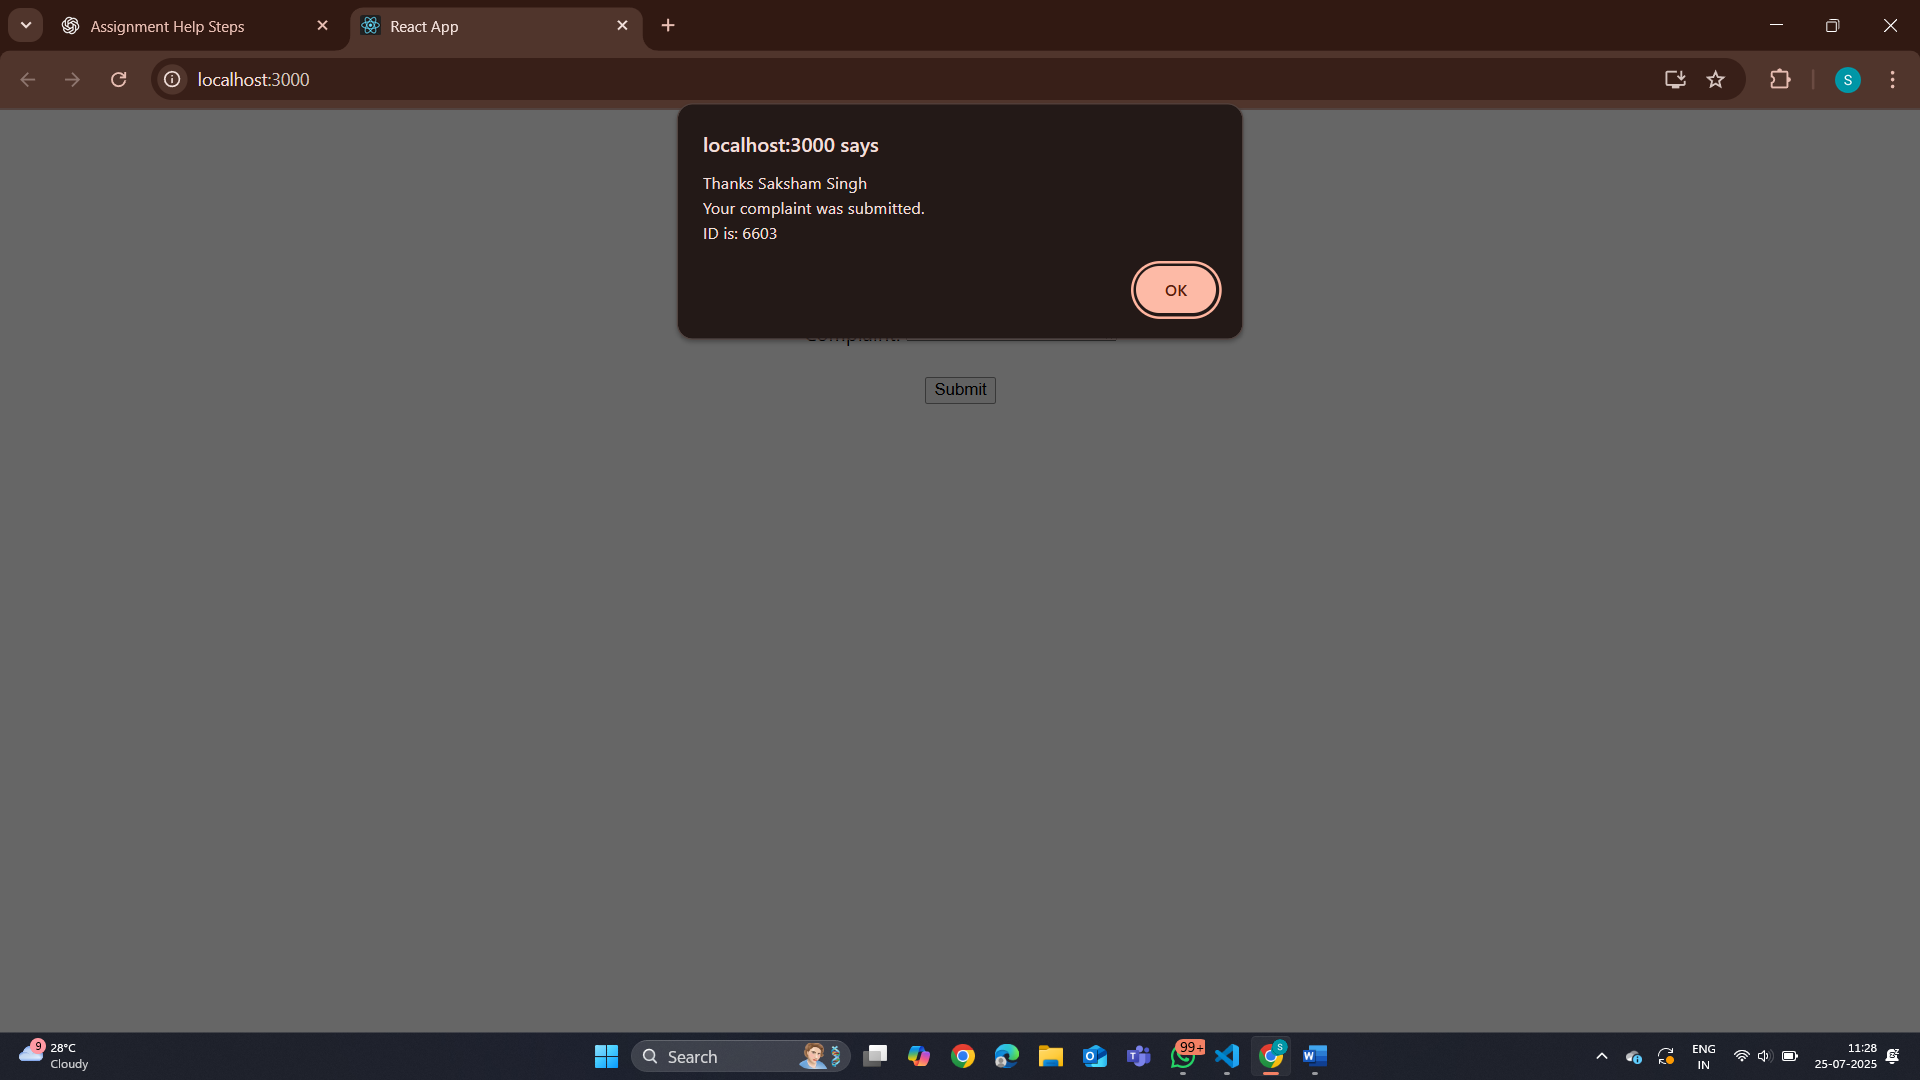 Assignment Help Steps
React App
localhost:3000
S
localhost:3000 says
Thanks Saksham Singh
Your complaint was submitted.
ID is: 6603
OK
Complaint:
Submit
9
28°C
Cloudy
Search
99+
S
ENG
IN
11:28
25-07-2025